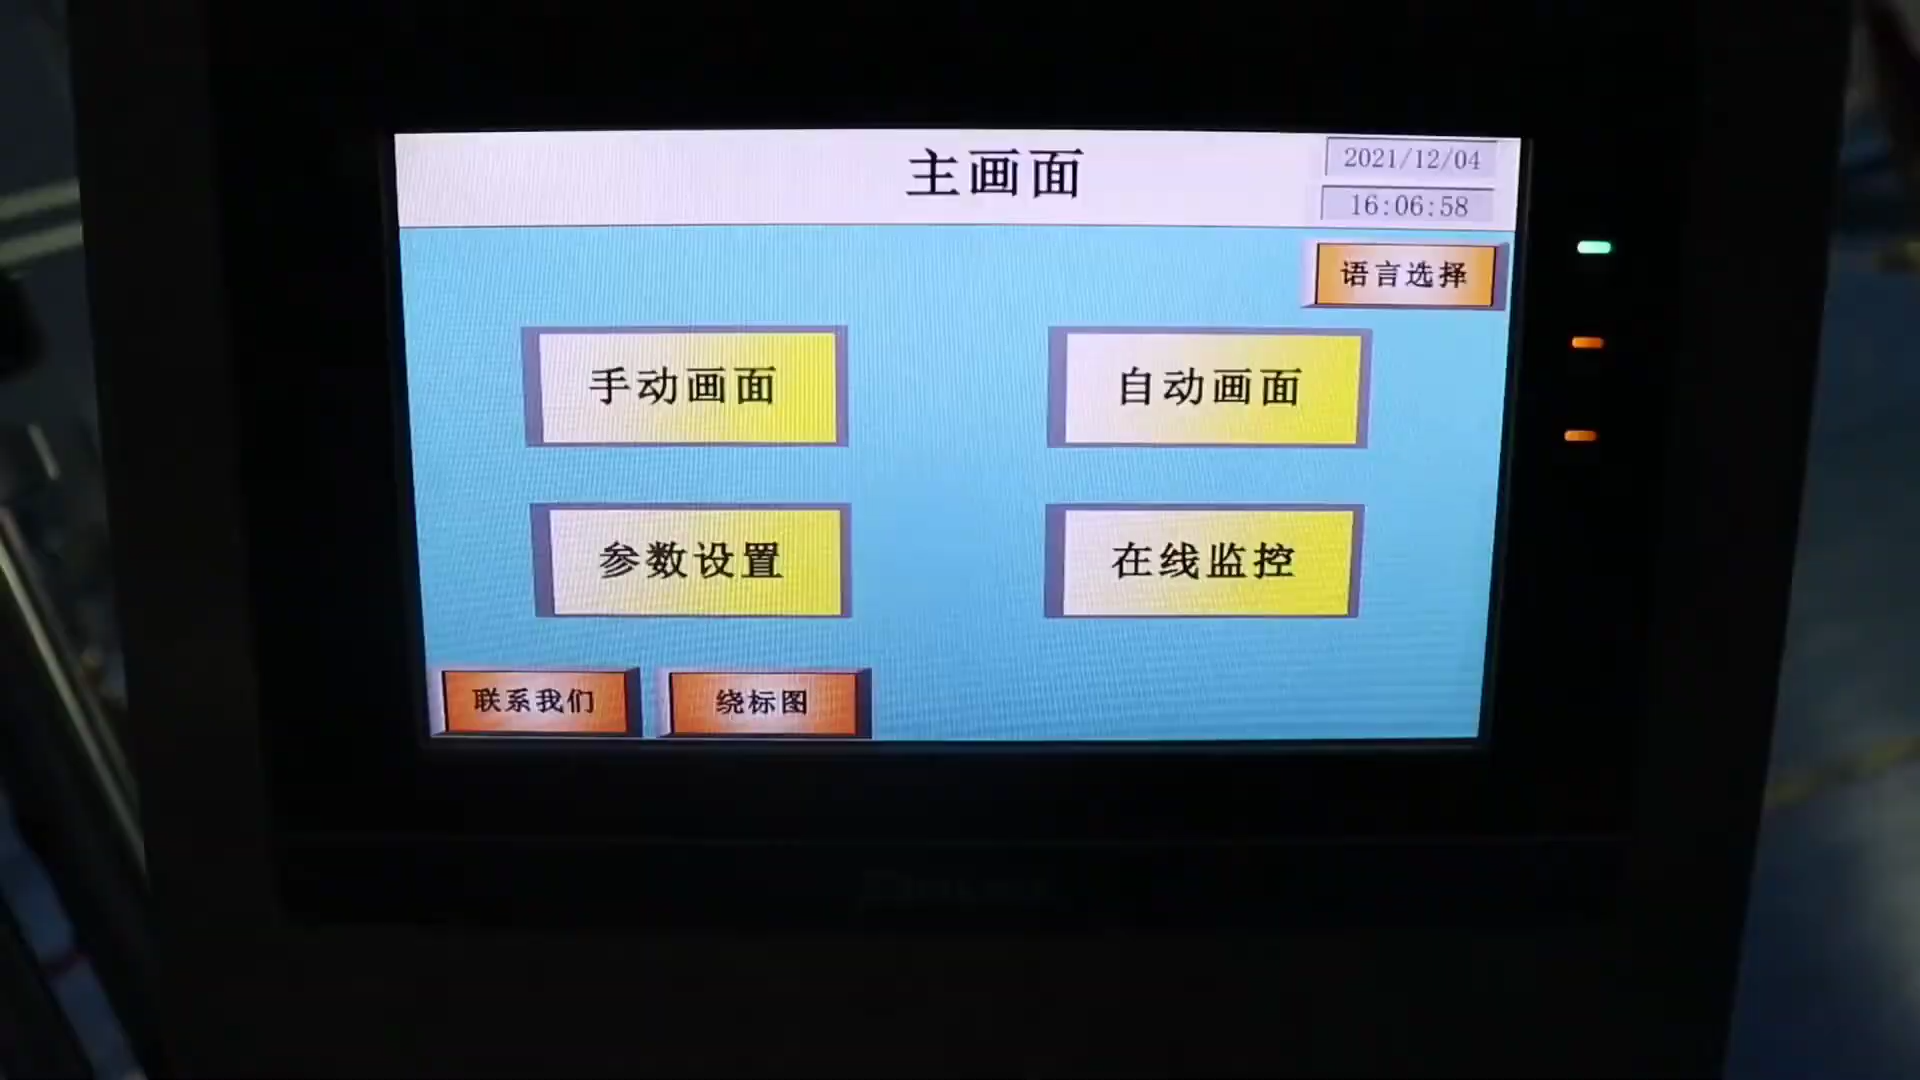 主画面
2021/12/04
16:06:58
语言选择
手动画面
自动画面
参数设置
在线监控
联系我们
绕标图